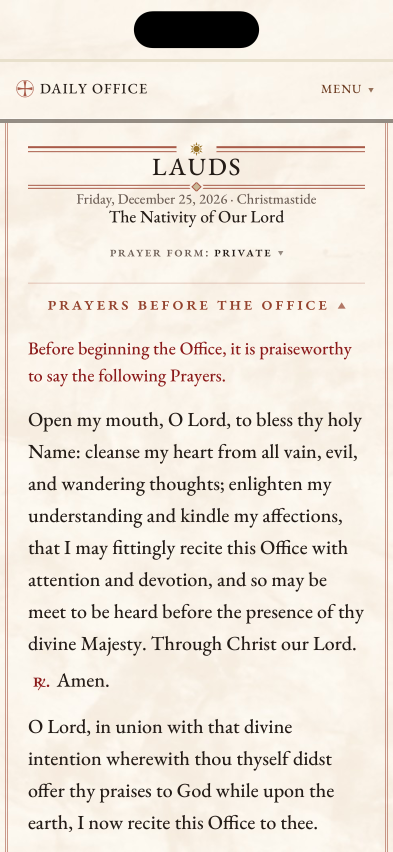 DAILY OFFICE
MENU ▼
LAUDS
Friday, December 25, 2026 · Christmastide
The Nativity of Our Lord
PRAYER FORM: PRIVATE ▼
PRAYERS BEFORE THE OFFICE ▲
Before beginning the Office, it is praiseworthy
to say the following Prayers.
Open my mouth, O Lord, to bless thy holy
Name: cleanse my heart from all vain, evil,
and wandering thoughts; enlighten my
understanding and kindle my affections,
that I may fittingly recite this Office with
attention and devotion, and so may be
meet to be heard before the presence of thy
divine Majesty. Through Christ our Lord.
℟. Amen.
O Lord, in union with that divine
intention wherewith thou thyself didst
offer thy praises to God while upon the
earth, I now recite this Office to thee.